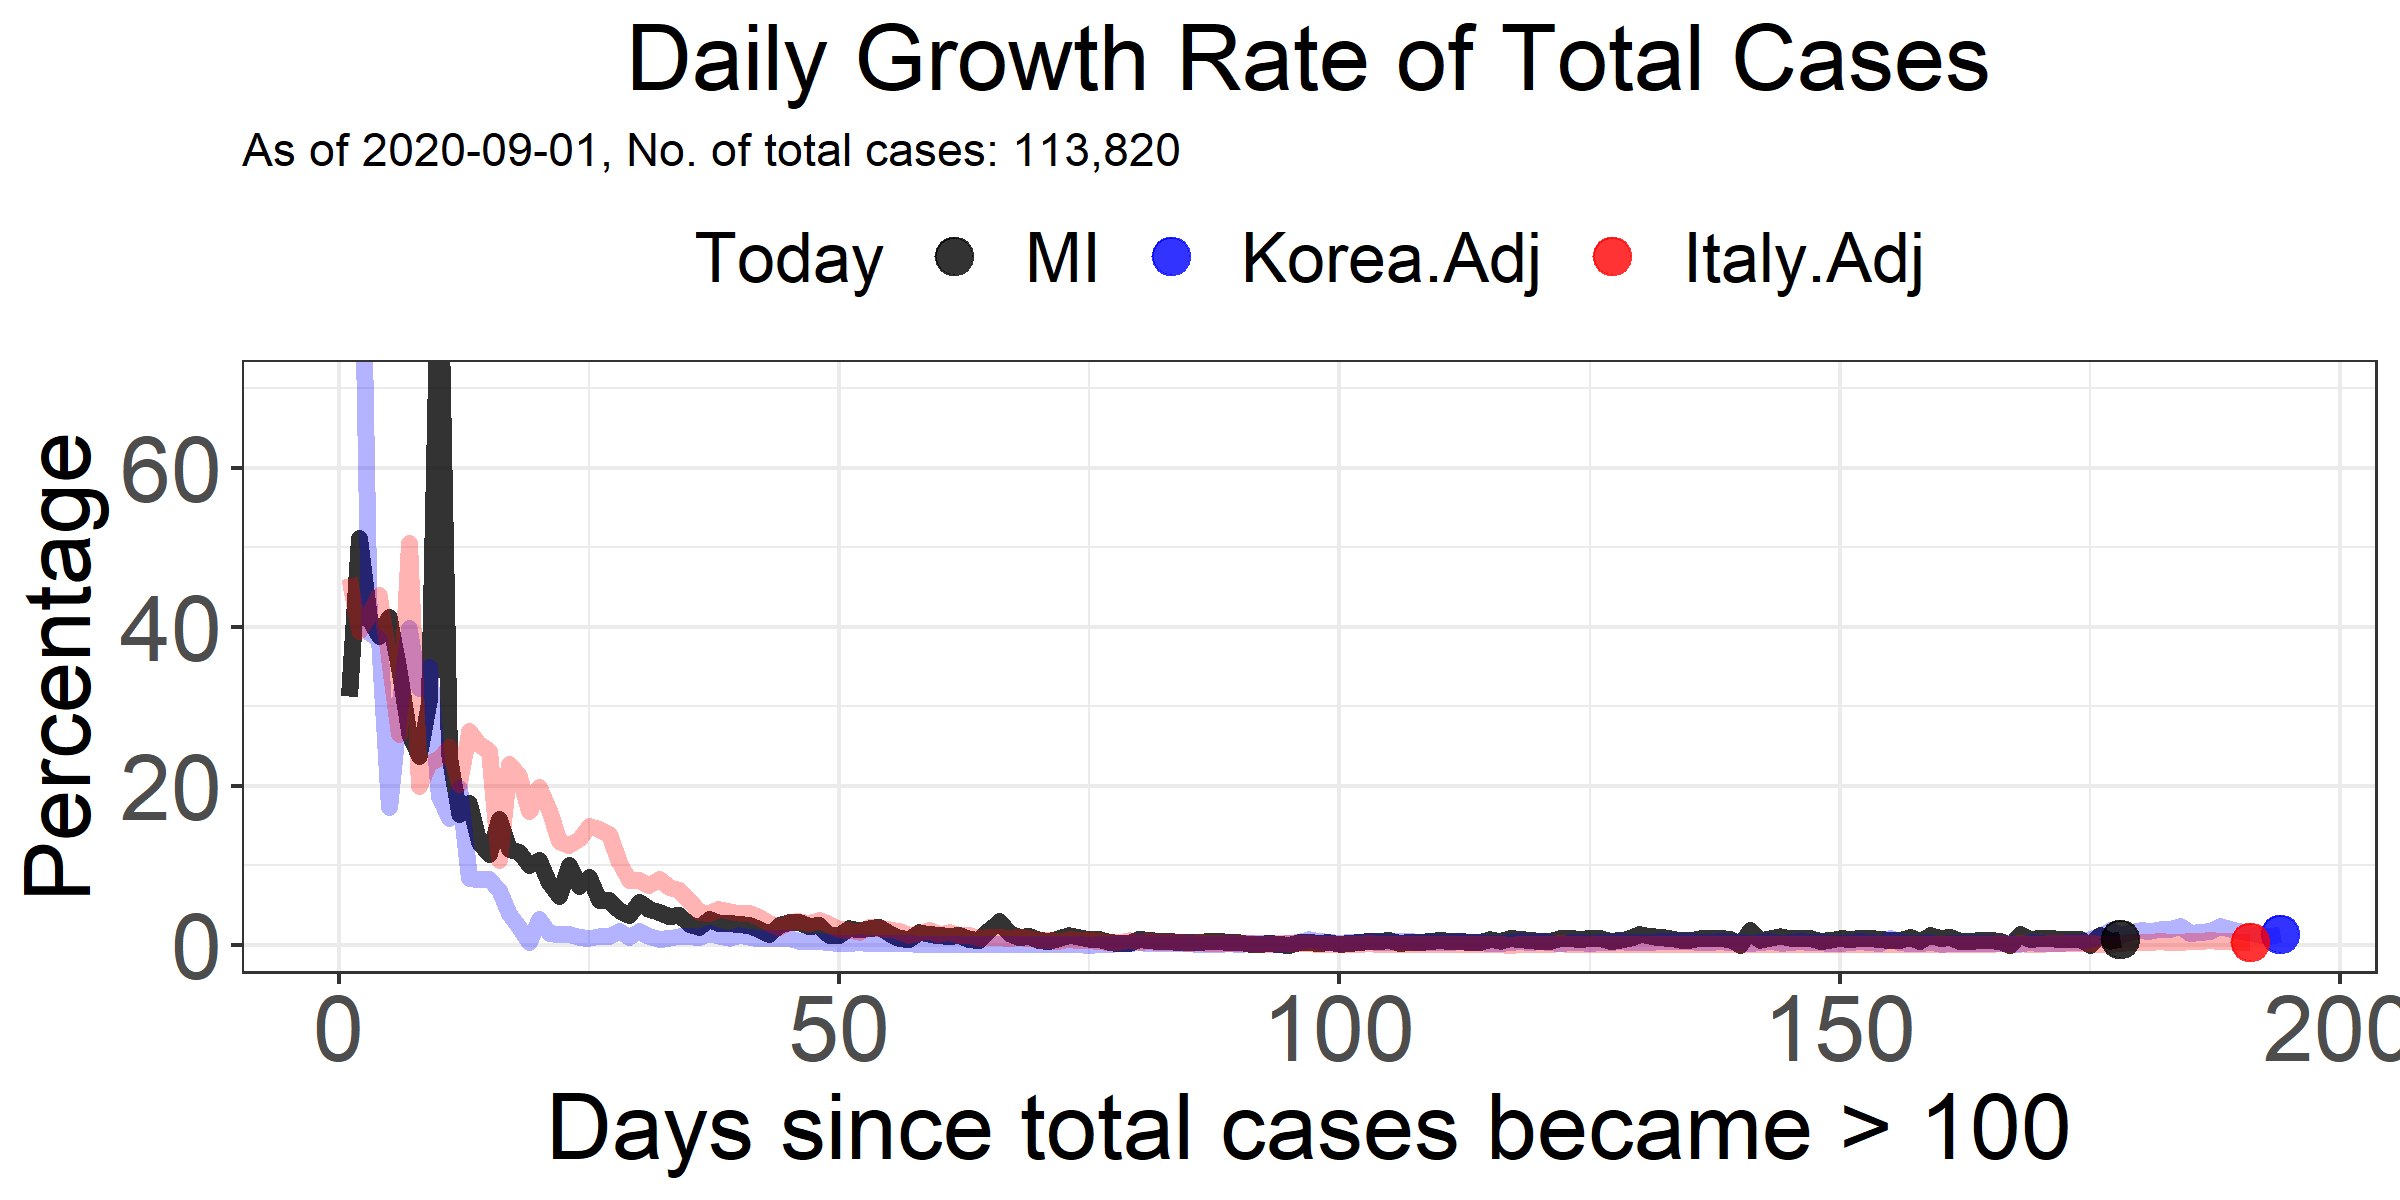 Daily Growth Rate of Total Cases
As of 2020-09-01, No. of total cases: 113,820
Today MI Korea.Adj Italy.Adj
Percentage
60
40
20
0
0 50 100 150 200
Days since total cases became > 100